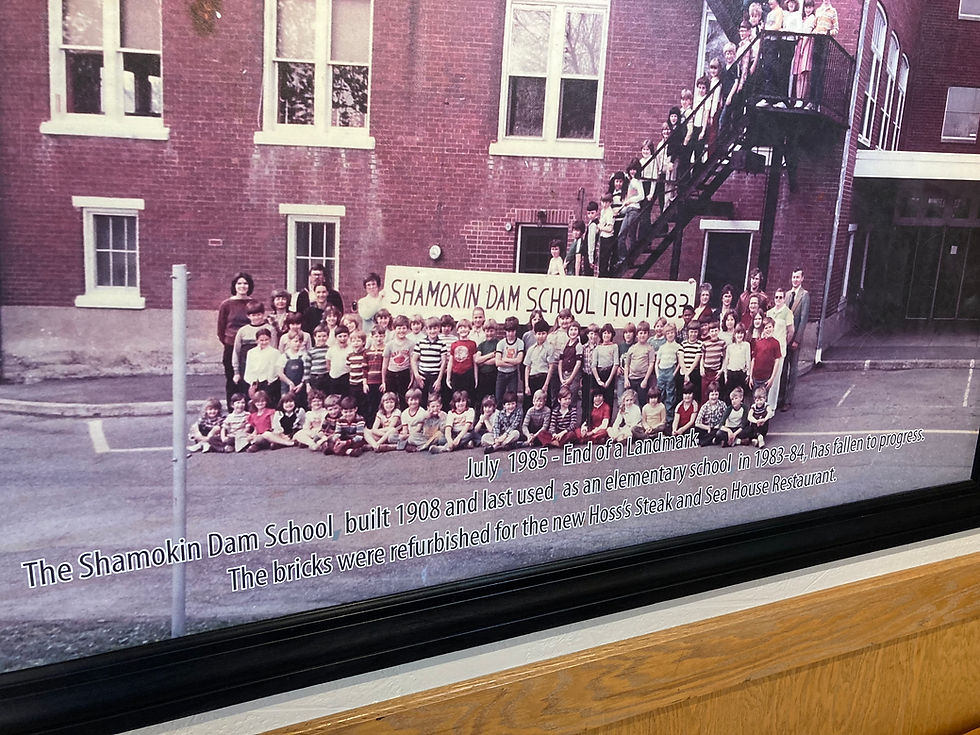 SHAMOKIN DAM SCHOOL 1901-1983
July 1985 - End of a Landmark
The Shamokin Dam School, built 1908 and last used as an elementary school in 1983-84, has fallen to progress.
The bricks were refurbished for the new Hoss's Steak and Sea House Restaurant.